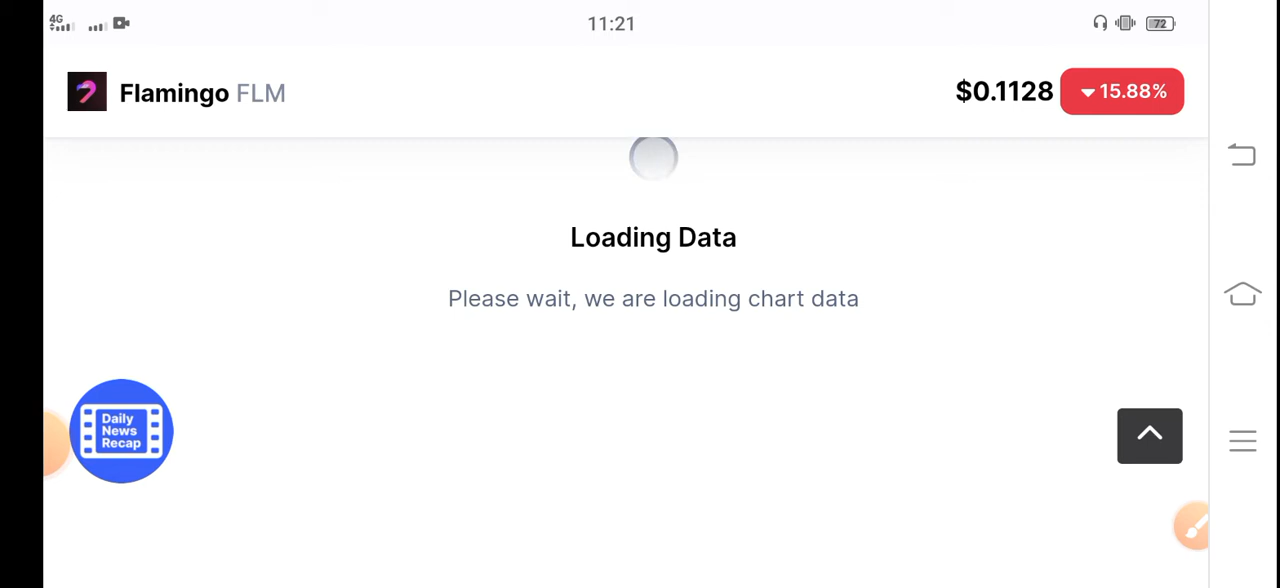 4G
11:21
72
Flamingo FLM
$0.1128
15.88%
Loading Data
Please wait, we are loading chart data
Daily
News
Recap